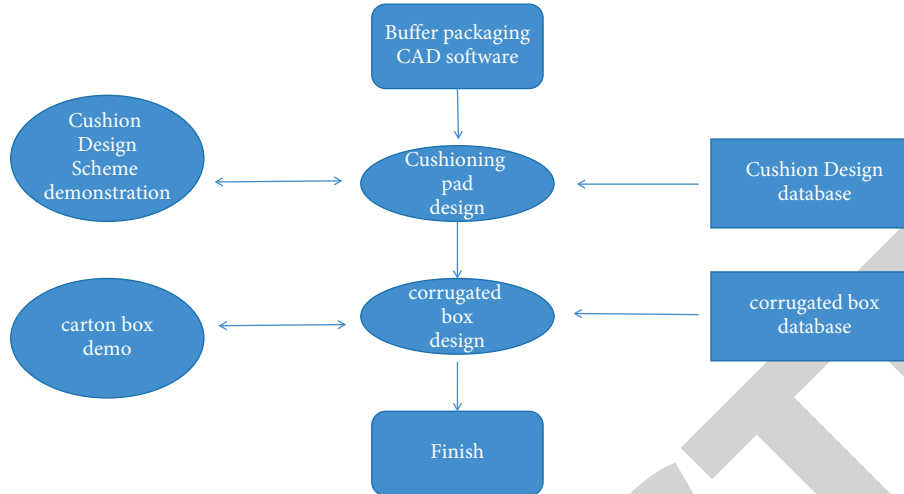 Buffer packaging
CAD software
Cushion
Design
Scheme
demonstration
Cushioning
pad
design
Cushion Design
database
carton box
demo
corrugated
box
design
corrugated box
database
Finish